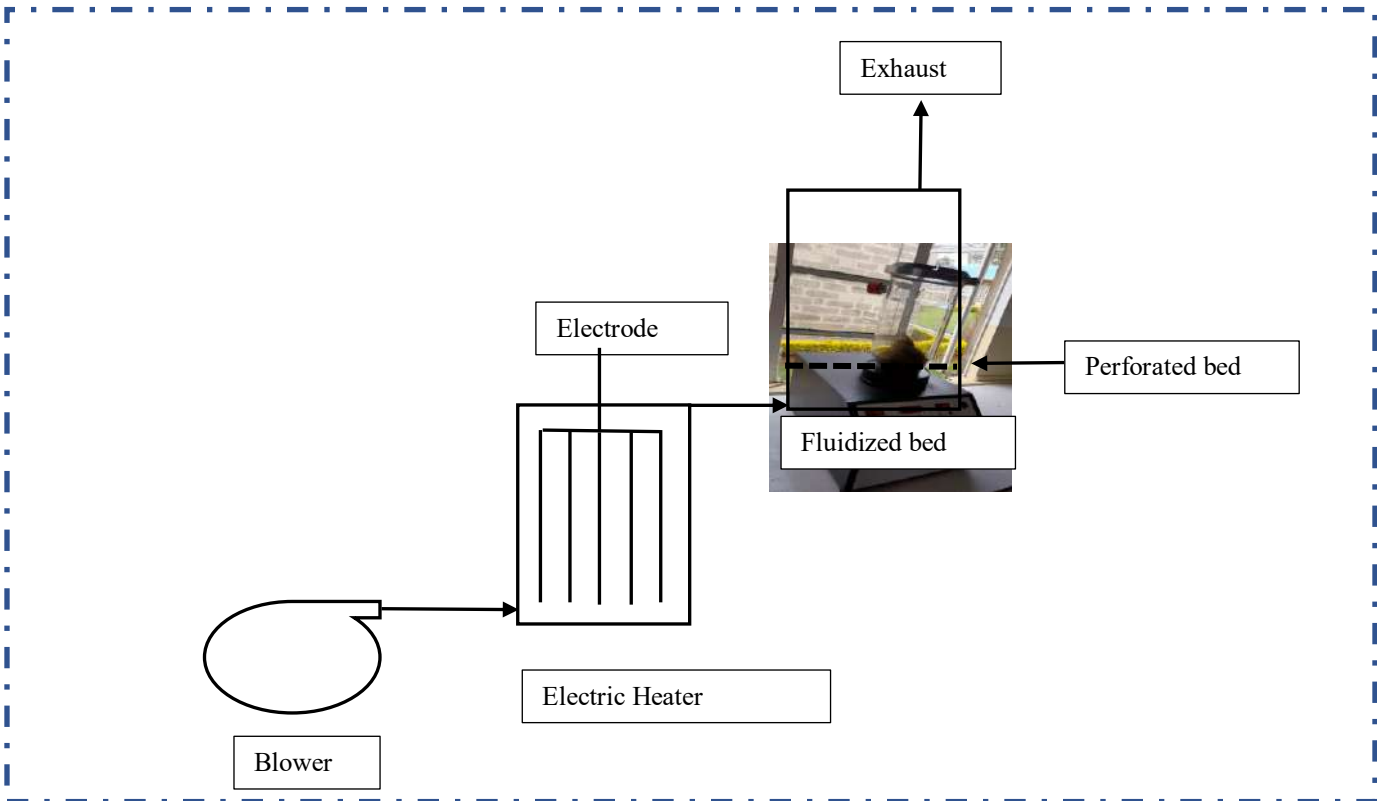 Exhaust
Electrode
Perforated bed
Fluidized bed
Electric Heater
Blower